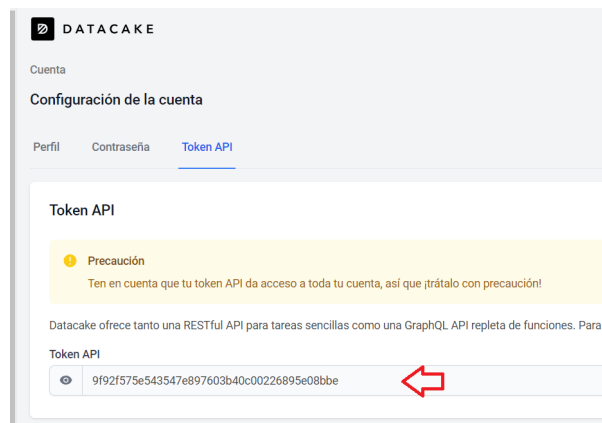 DATACAKE
Cuenta
Configuración de la cuenta
Perfil Contraseña Token API
Token API
Precaución
Ten en cuenta que tu token API da acceso a toda tu cuenta, así que ¡trátalo con precaución!
Datacake ofrece tanto una RESTful API para tareas sencillas como una GraphQL API repleta de funciones. Para
Token API
9f92f575e543547e897603b40c00226895e08bbe